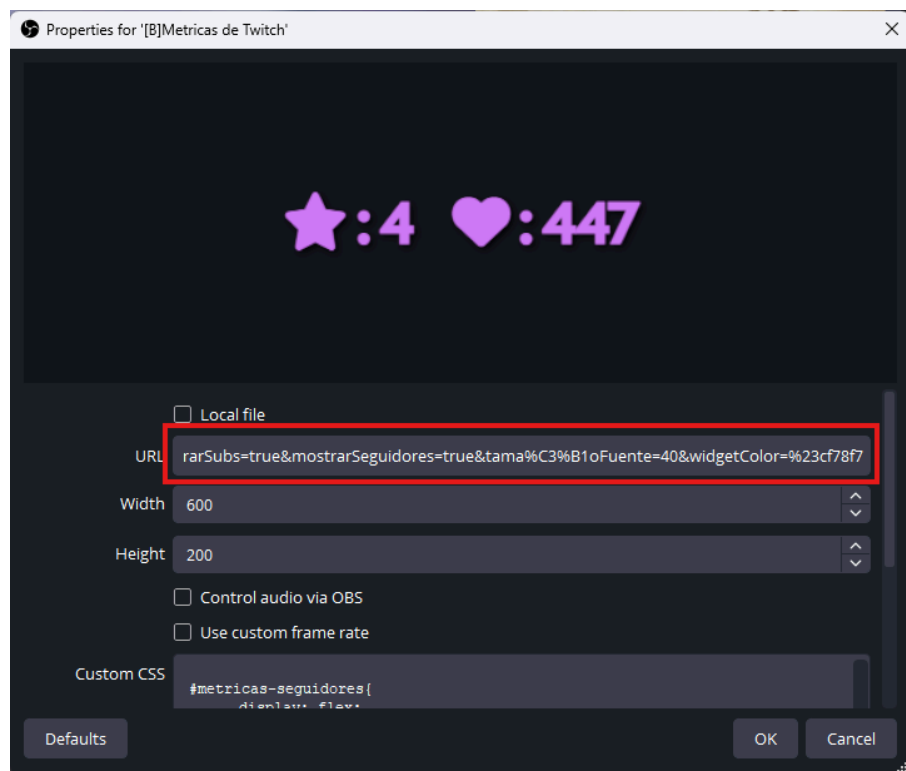 Properties for '[B]Metricas de Twitch'
:4 :447
Local file
URL rarSubs=true&mostrarSeguidores=true&tama%C3%B1oFuente=40&widgetColor=%23cf78f7
Width 600
Height 200
Control audio via OBS
Use custom frame rate
Custom CSS
#metricas-seguidores{
display: flex;
Defaults OK Cancel